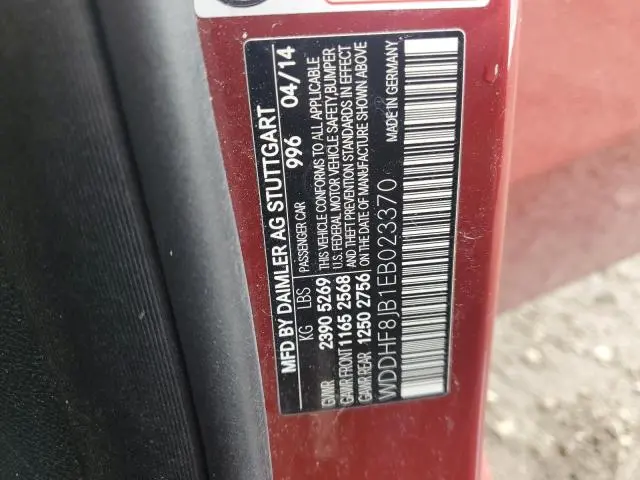 MFD BY DAIMLER AG STUTTGART
996 04/14
KG LBS PASSENGER CAR
GVWR 2390 5269 THIS VEHICLE CONFORMS TO ALL APPLICABLE
U.S. FEDERAL MOTOR VEHICLE SAFETY, BUMPER
GAWR FRONT 1165 2568 AND THEFT PREVENTION STANDARDS IN EFFECT
GAWR REAR 1250 2756 ON THE DATE OF MANUFACTURE SHOWN ABOVE
WDDHF8JB1EB023370 MADE IN GERMANY